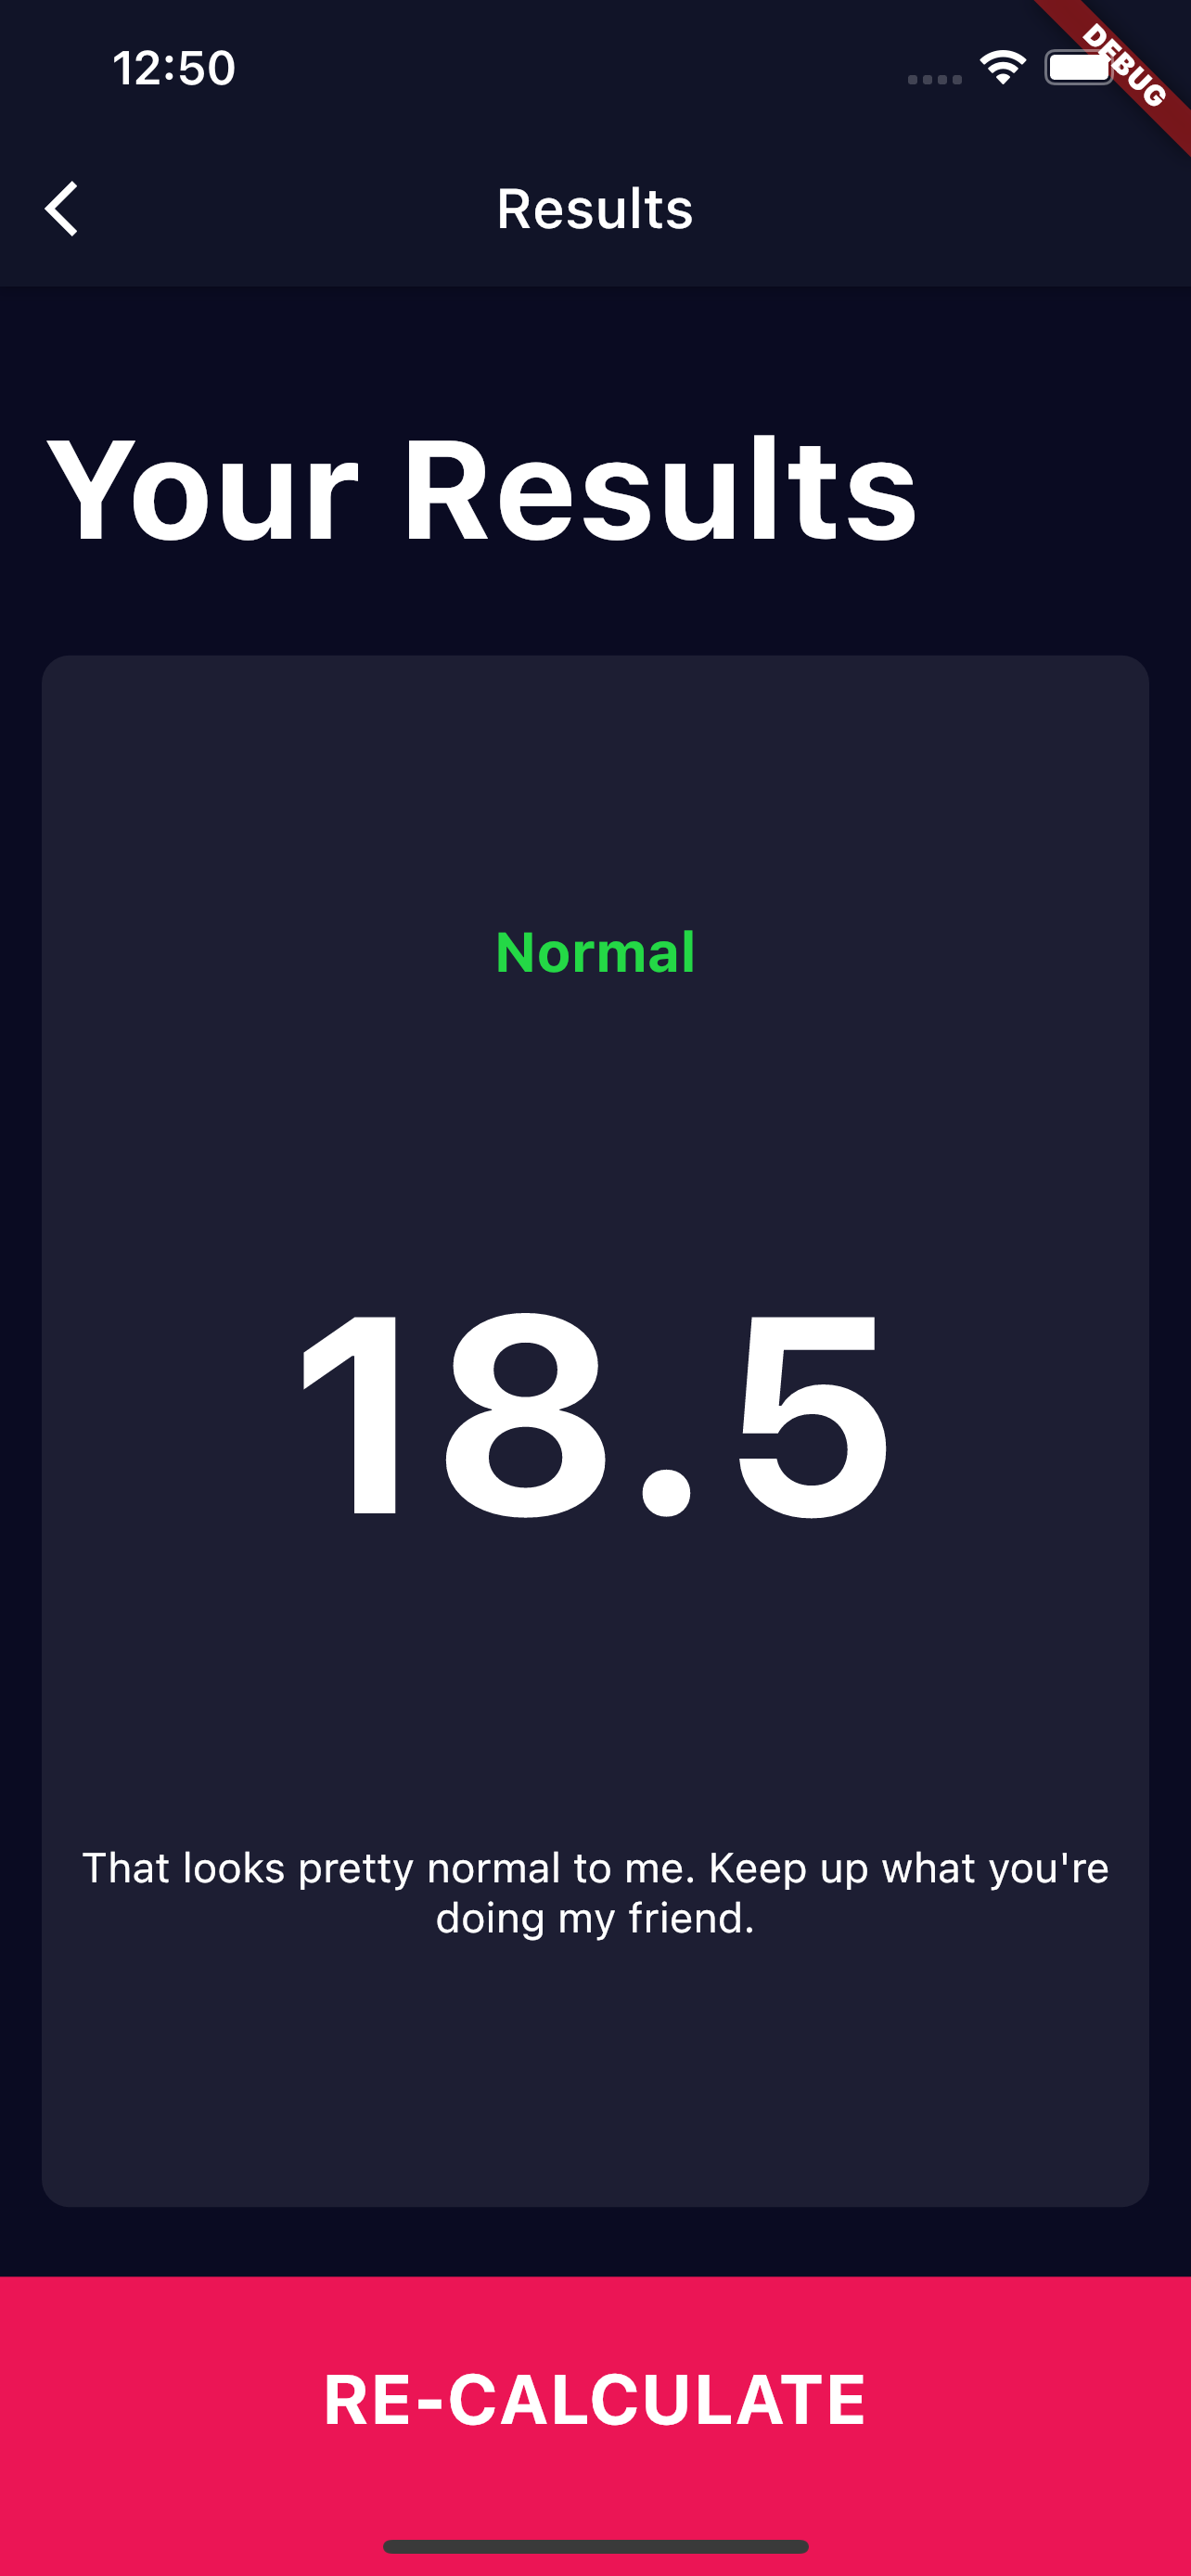 12:50
DEBUG
Results
Your Results
Normal
18.5
That looks pretty normal to me. Keep up what you're
doing my friend.
RE-CALCULATE